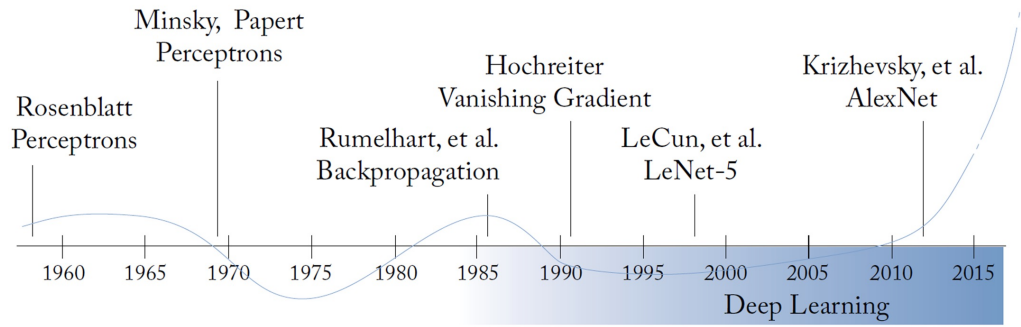 Minsky, Papert
Perceptrons
Rosenblatt
Perceptrons
Hochreiter
Vanishing Gradient
Krizhevsky, et al.
AlexNet
Rumelhart, et al.
Backpropagation
LeCun, et al.
LeNet-5
1960 1965 1970 1975 1980 1985 1990 1995 2000 2005 2010 2015
Deep Learning